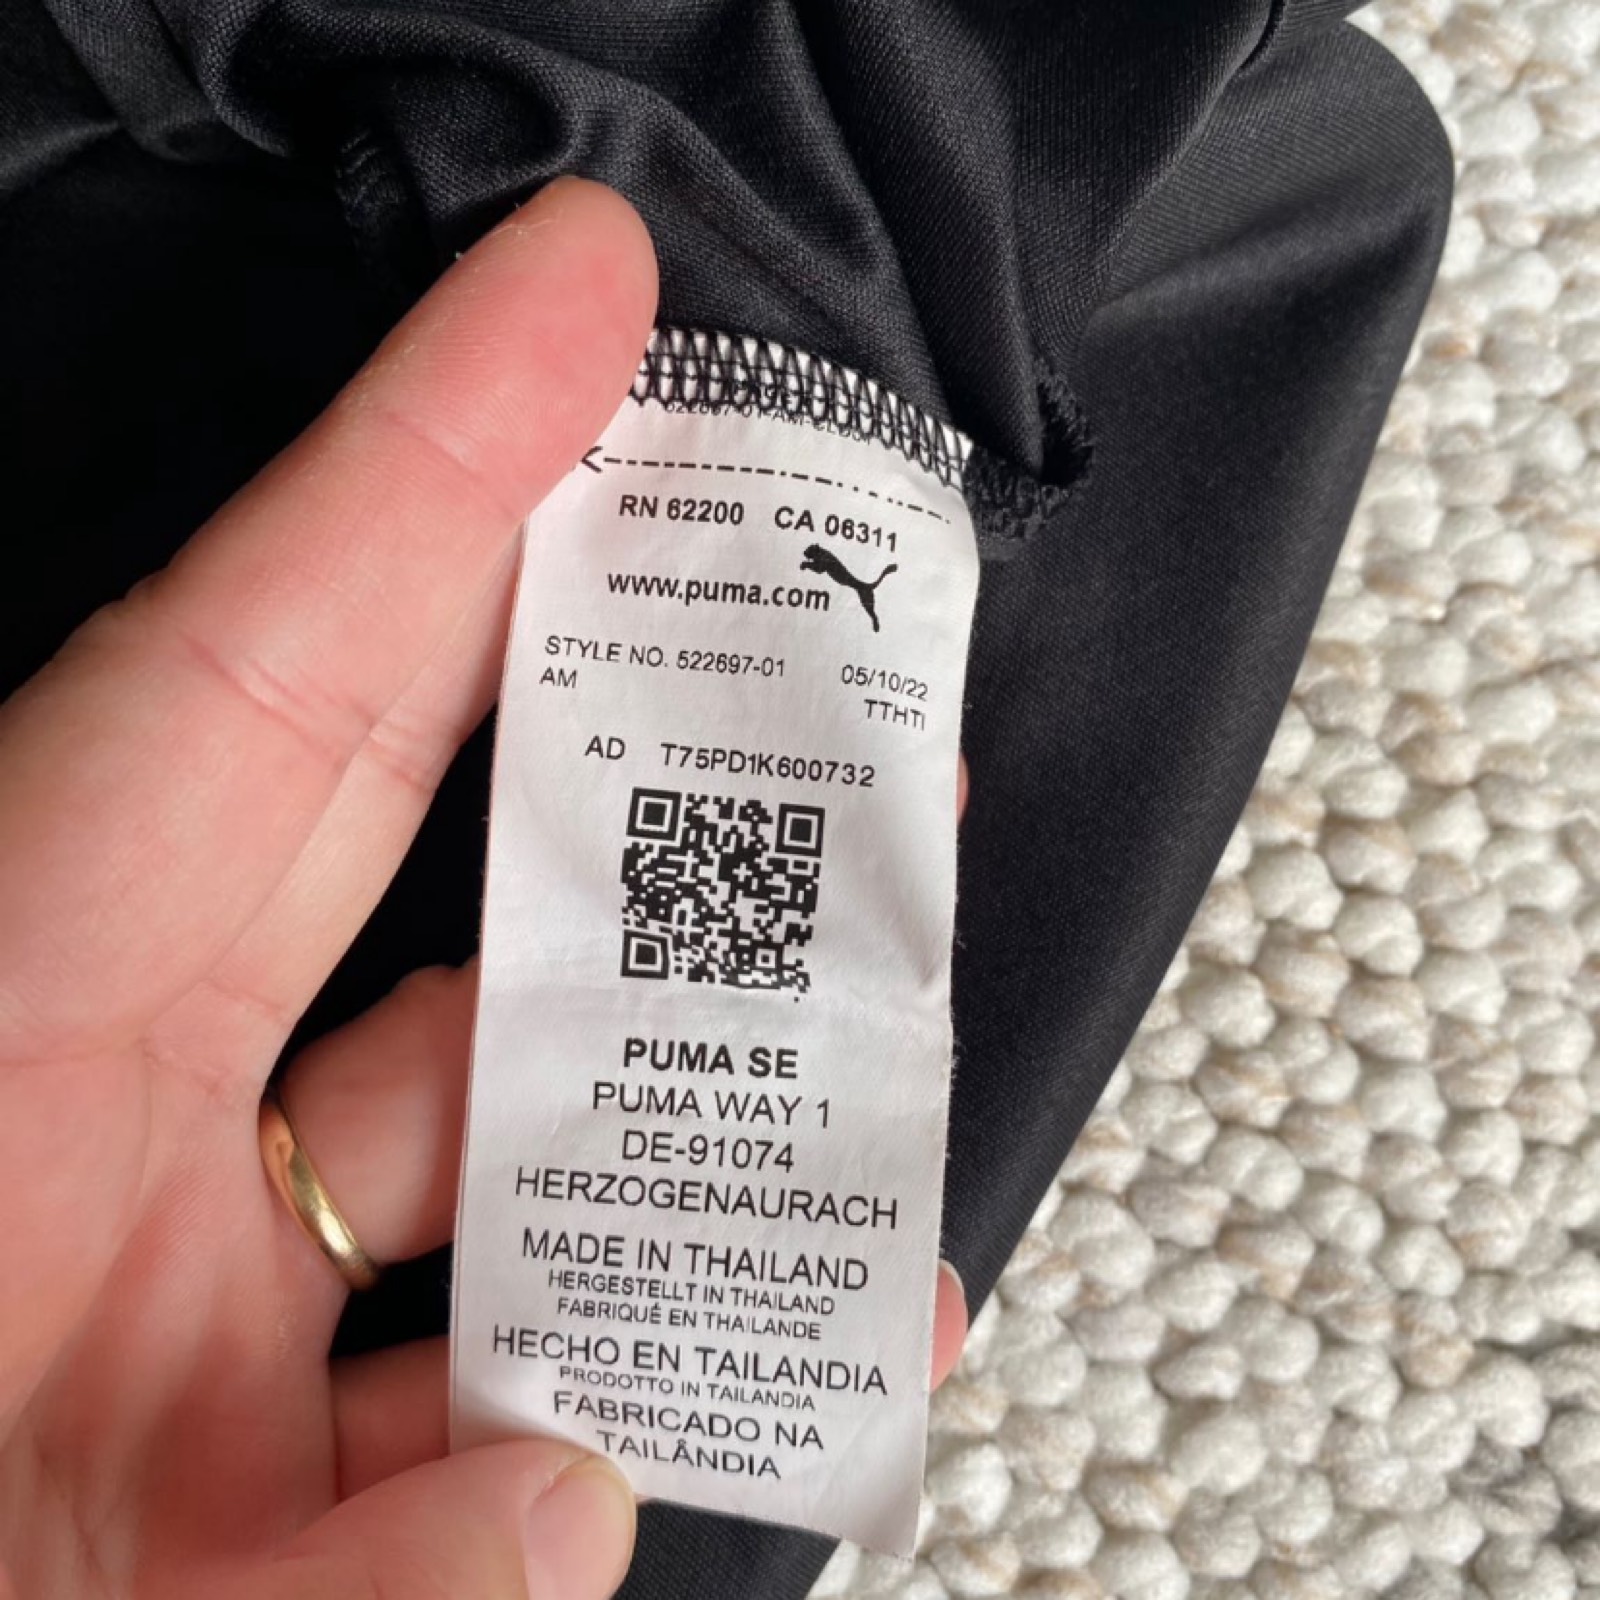 RN 62200 CA 06311
www.puma.com
STYLE NO. 522697-01 05/10/22
AM TTHTI
AD T75PD1K600732
PUMA SE
PUMA WAY 1
DE-91074
HERZOGENAURACH
MADE IN THAILAND
HERGESTELLT IN THAILAND
FABRIQUÉ EN THAILANDE
HECHO EN TAILANDIA
PRODOTTO IN TAILANDIA
FABRICADO NA
TAILÂNDIA